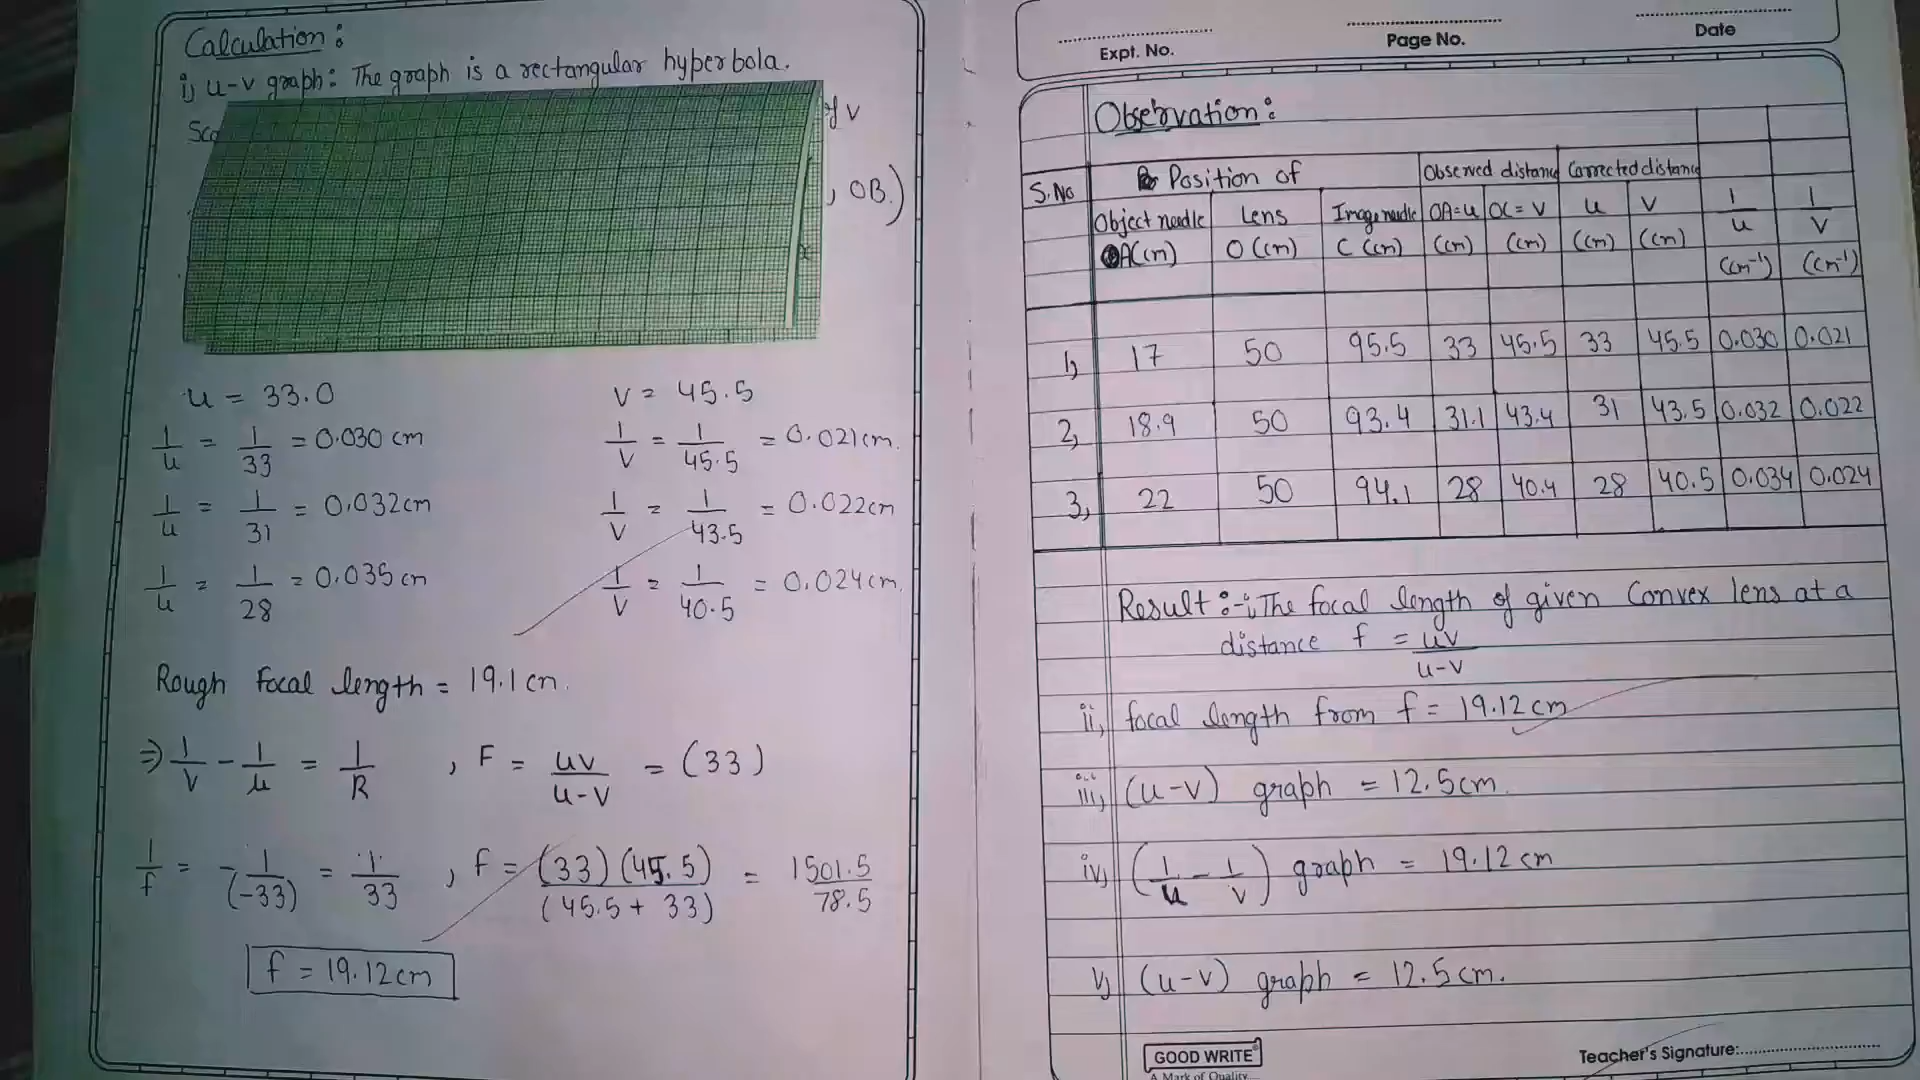 Calculation :
i, u-v graph : The graph is a rectangular hyperbola.
of v
, OB.)
x
u = 33.0 v = 45.5
1/u = 1/33 = 0.030 cm 1/v = 1/45.5 = 0.021cm.
1/u = 1/31 = 0.032cm 1/v = 1/43.5 = 0.022cm
1/u = 1/28 = 0.035 cm 1/v = 1/40.5 = 0.024cm.
Rough focal length = 19.1 cm.
⇒ 1/v - 1/u = 1/R , F = uv/u-v = (33)
1/f = -1/(-33) = 1/33 , f = (33)(45.5)/(45.5 + 33) = 1501.5/78.5
f = 19.12cm
Expt. No. Page No. Date
Observation :
S.No Position of Observed distance Corrected distance
Object needle Lens Image needle OA=u OC=V u v 1/u 1/v
A(cm) O (cm) C (cm) (cm) (cm) (cm) (cm) (cm⁻¹) (cm⁻¹)
1, 17 50 95.5 33 45.5 33 45.5 0.030 0.021
2, 18.9 50 93.4 31.1 43.4 31 43.5 0.032 0.022
3, 22 50 94.1 28 40.4 28 40.5 0.034 0.024
Result :- i, The focal length of given Convex lens at a
distance f = uv/u-v
ii, focal length from f = 19.12cm
iii, (u-v) graph = 12.5cm.
iv, (1/u - 1/v) graph = 19.12 cm
v, (u-v) graph = 12.5cm.
GOOD WRITE
A Mark of Quality
Teacher's Signature: